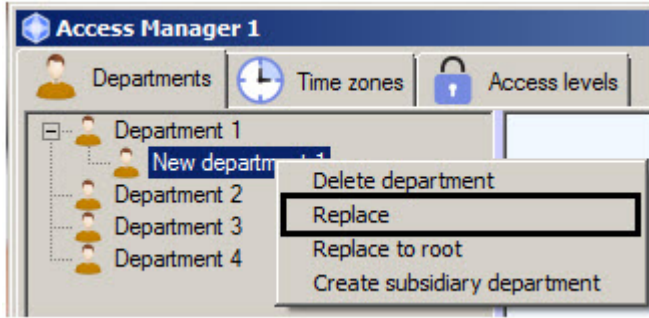 Access Manager 1
Departments Time zones Access levels
Department 1
New department 1
Delete department
Department 2
Replace
Department 3
Replace to root
Department 4
Create subsidiary department